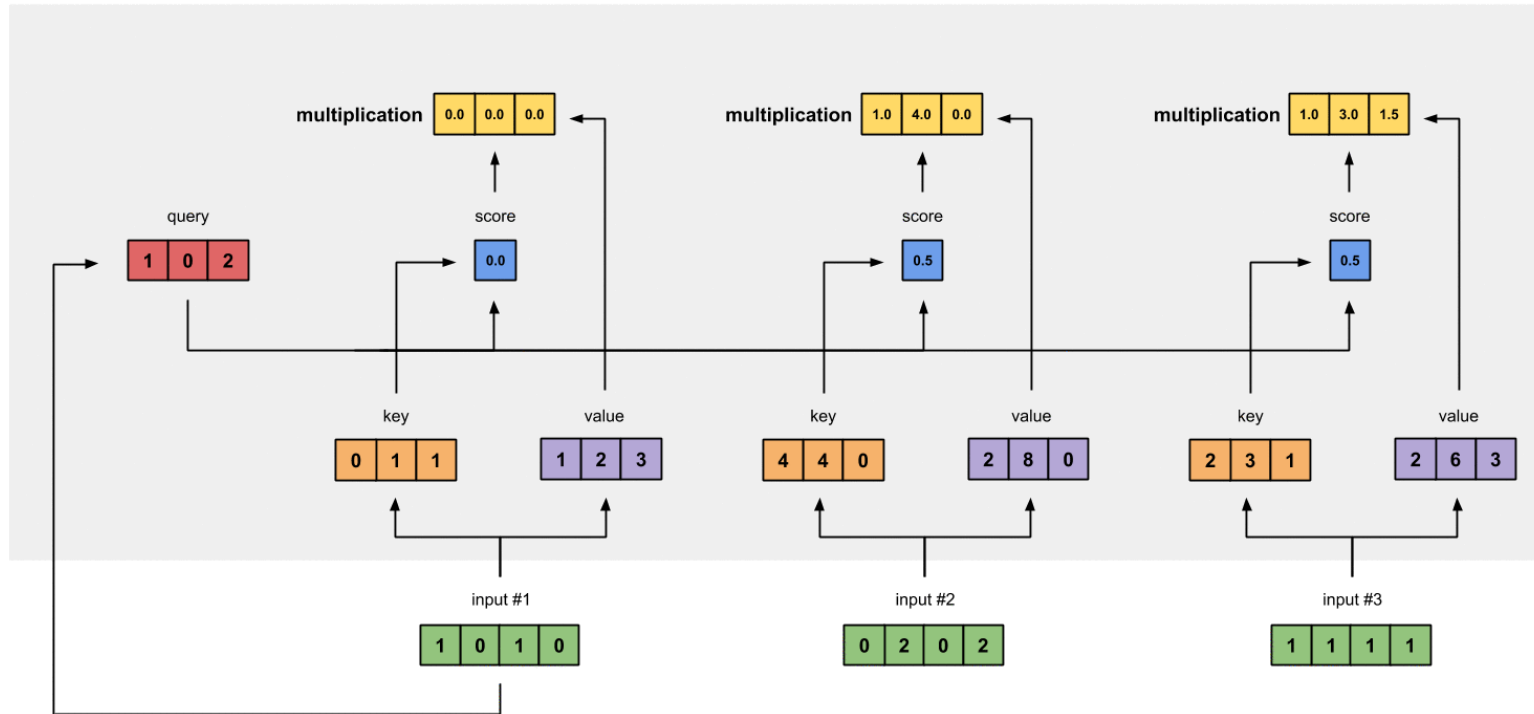 multiplication 0.0 0.0 0.0 multiplication 1.0 4.0 0.0 multiplication 1.0 3.0 1.5
query score score score
1 0 2 0.0 0.5 0.5
key value key value key value
0 1 1 1 2 3 4 4 0 2 8 0 2 3 1 2 6 3
input #1 input #2 input #3
1 0 1 0 0 2 0 2 1 1 1 1